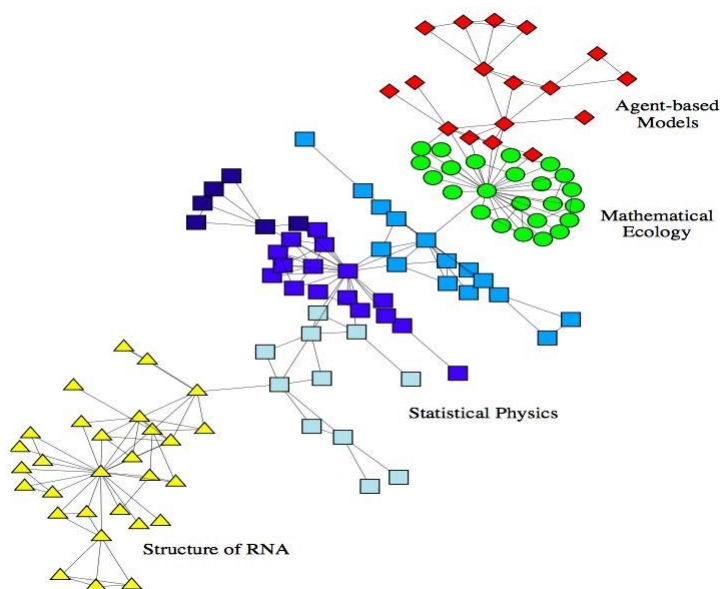 Agent-based
Models
Mathematical
Ecology
Statistical Physics
Structure of RNA